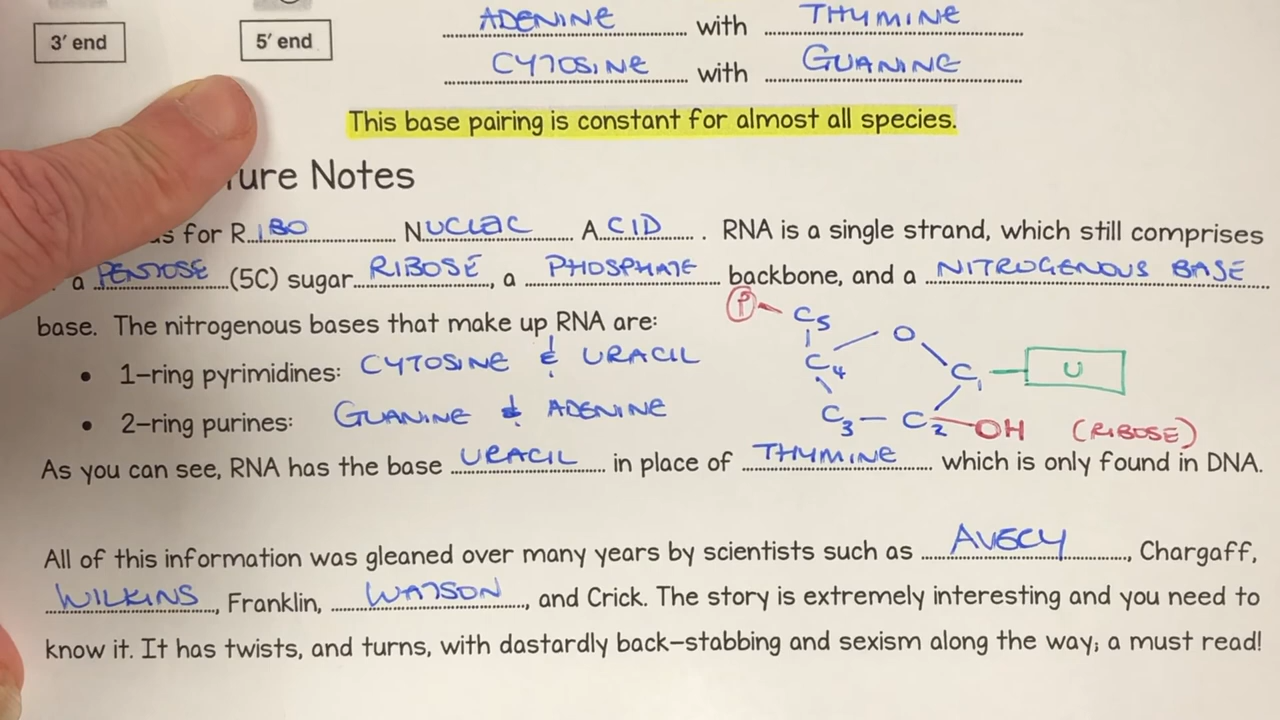 3' end
5' end
ADENINE with THYMINE
CYTOSINE with GUANINE
This base pairing is constant for almost all species.
ure Notes
s for RIBO NUCLAC ACID. RNA is a single strand, which still comprises
a PENTOSE (5C) sugar RIBOSE, a PHOSPHATE backbone, and a NITROGENOUS BASE
base. The nitrogenous bases that make up RNA are:
• 1-ring pyrimidines: CYTOSINE & URACIL
• 2-ring purines: GUANINE & ADENINE
P C5 O
C4 C1 U
C3 C2 OH (RIBOSE)
As you can see, RNA has the base URACIL in place of THYMINE which is only found in DNA.
All of this information was gleaned over many years by scientists such as AVERY, Chargaff,
WILKINS, Franklin, WATSON, and Crick. The story is extremely interesting and you need to
know it. It has twists, and turns, with dastardly back-stabbing and sexism along the way; a must read!